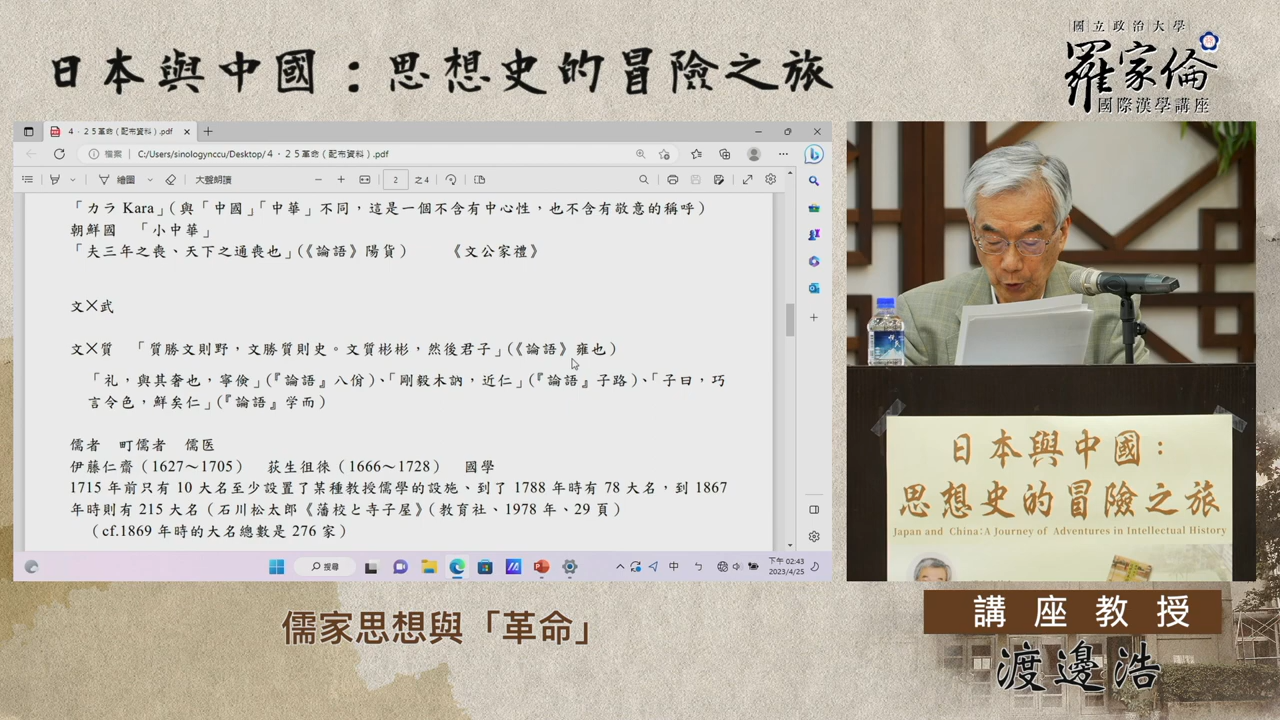 日本與中國：思想史的冒險之旅
國立政治大學
羅家倫
國際漢學講座
4・25革命（配布資料）.pdf
檔案 C:/Users/sinologynccu/Desktop/4・25革命（配布資料）.pdf
繪圖 大聲朗讀 2 之4
「カラ Kara」（與「中國」「中華」不同，這是一個不含有中心性，也不含有敬意的稱呼）
朝鮮國　「小中華」
「夫三年之喪、天下之通喪也」（《論語》陽貨）　《文公家禮》
文✕武
文✕質　「質勝文則野，文勝質則史。文質彬彬，然後君子」（《論語》雍也）
「礼，與其奢也，寧儉」（『論語』八佾）、「剛毅木訥，近仁」（『論語』子路）、「子曰，巧
言令色，鮮矣仁」（『論語』学而）
儒者　町儒者　儒医
伊藤仁齋（1627～1705）　荻生徂徠（1666～1728）　國學
1715 年前只有 10 大名至少設置了某種教授儒學的設施、到了 1788 年時有 78 大名，到 1867
年時則有 215 大名（石川松太郎《藩校と寺子屋》（教育社、1978 年、29 頁）
（cf.1869 年時的大名總數是 276 家）
搜尋
中
下午 02:43
2023/4/25
日本與中國：
思想史的冒險之旅
Japan and China: A Journey of Adventures in Intellectual History
儒家思想與「革命」
講座教授
渡邊浩